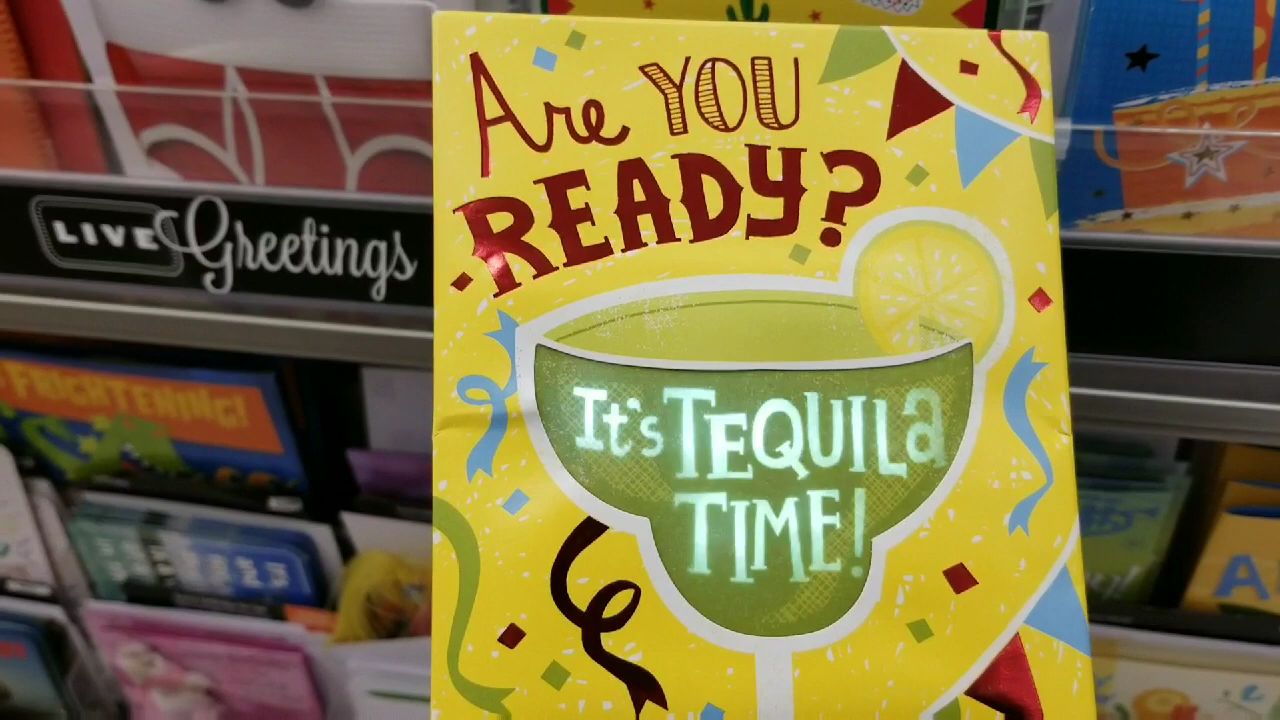 Are YOU
READY?
It's TEQUILa
TIME!
LIVE Greetings
FRIGHTENING!